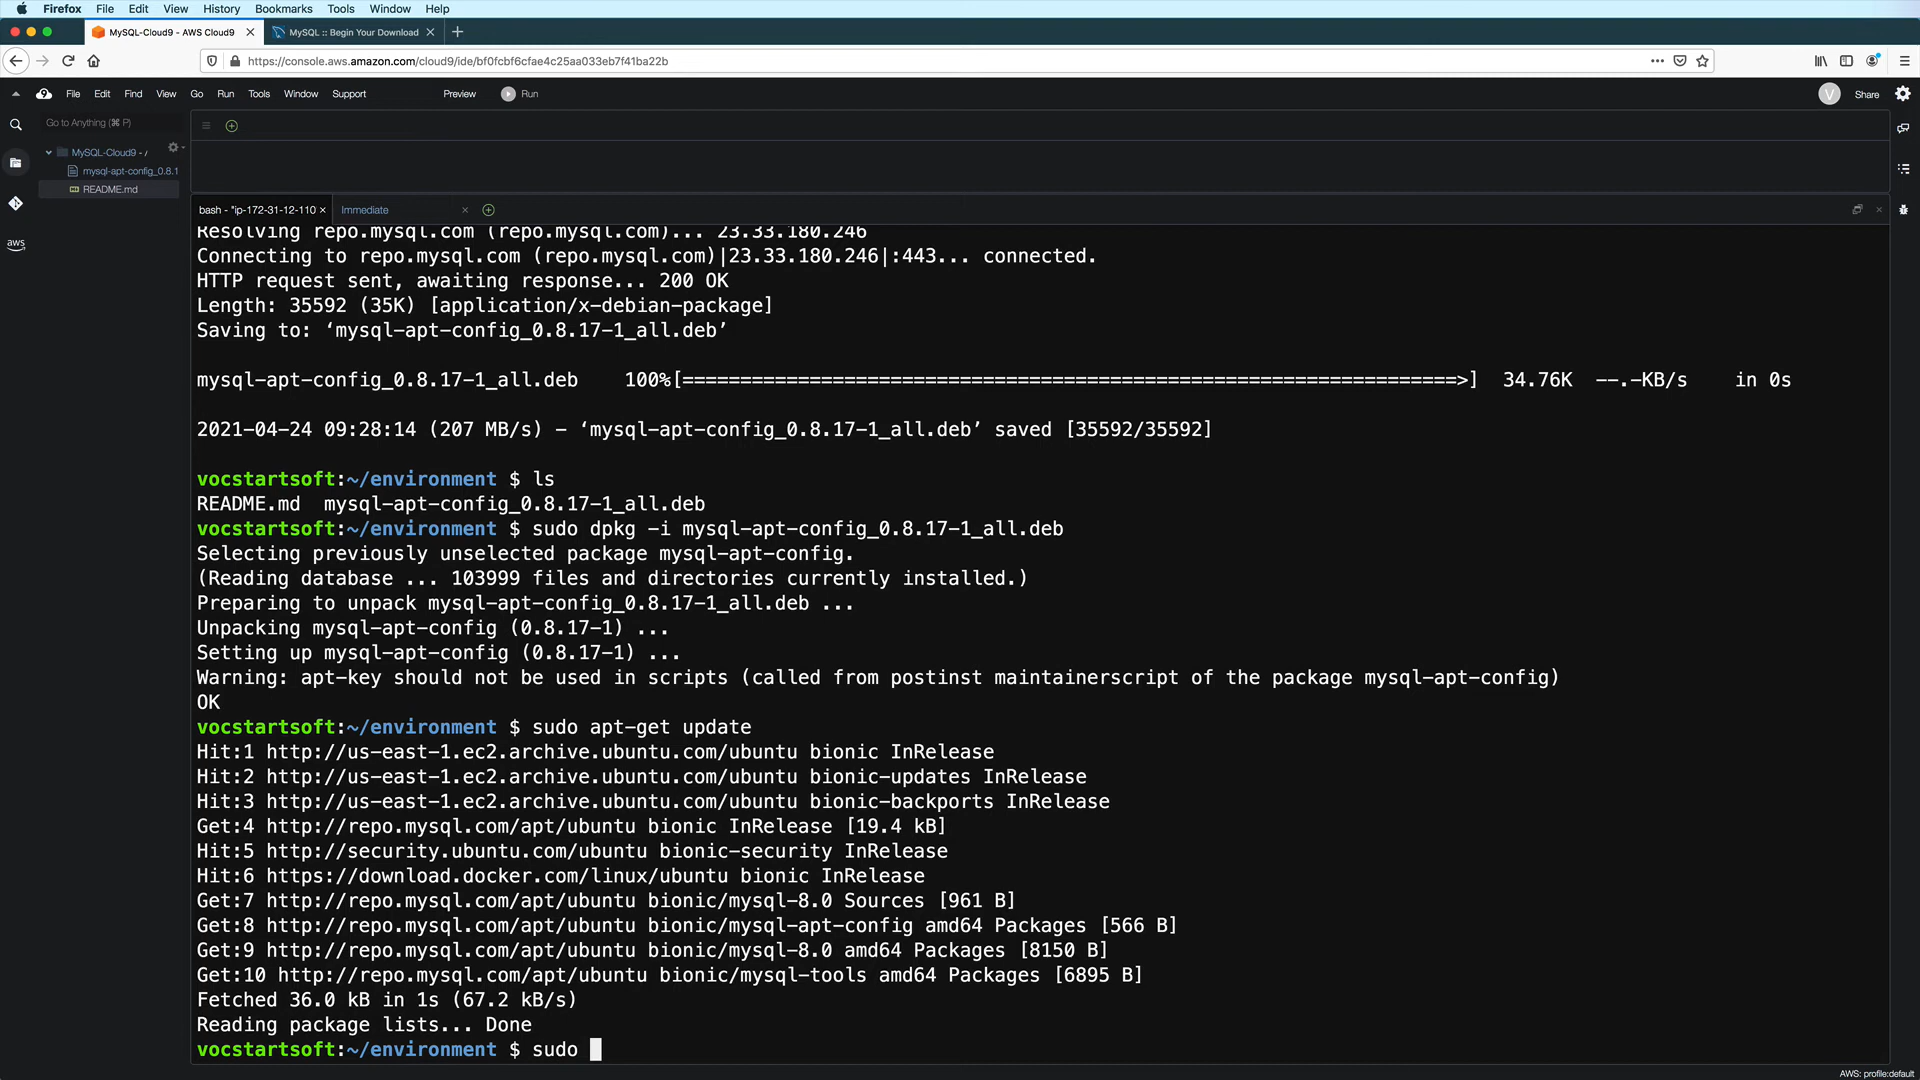 Firefox File Edit View History Bookmarks Tools Window Help
MySQL-Cloud9 - AWS Cloud9 MySQL :: Begin Your Download
https://console.aws.amazon.com/cloud9/ide/bf0fcbf6cfae4c25aa033eb7f41ba22b
9 File Edit Find View Go Run Tools Window Support Preview Run V Share
Go to Anything (⌘ P)
MySQL-Cloud9 - /
mysql-apt-config_0.8.1
README.md
aws
bash - "ip-172-31-12-110 Immediate
Resolving repo.mysql.com (repo.mysql.com)... 23.33.180.246
Connecting to repo.mysql.com (repo.mysql.com)|23.33.180.246|:443... connected.
HTTP request sent, awaiting response... 200 OK
Length: 35592 (35K) [application/x-debian-package]
Saving to: ‘mysql-apt-config_0.8.17-1_all.deb’
mysql-apt-config_0.8.17-1_all.deb 100%[===================================================================>] 34.76K --.-KB/s in 0s
2021-04-24 09:28:14 (207 MB/s) - ‘mysql-apt-config_0.8.17-1_all.deb’ saved [35592/35592]
vocstartsoft:~/environment $ ls
README.md mysql-apt-config_0.8.17-1_all.deb
vocstartsoft:~/environment $ sudo dpkg -i mysql-apt-config_0.8.17-1_all.deb
Selecting previously unselected package mysql-apt-config.
(Reading database ... 103999 files and directories currently installed.)
Preparing to unpack mysql-apt-config_0.8.17-1_all.deb ...
Unpacking mysql-apt-config (0.8.17-1) ...
Setting up mysql-apt-config (0.8.17-1) ...
Warning: apt-key should not be used in scripts (called from postinst maintainerscript of the package mysql-apt-config)
OK
vocstartsoft:~/environment $ sudo apt-get update
Hit:1 http://us-east-1.ec2.archive.ubuntu.com/ubuntu bionic InRelease
Hit:2 http://us-east-1.ec2.archive.ubuntu.com/ubuntu bionic-updates InRelease
Hit:3 http://us-east-1.ec2.archive.ubuntu.com/ubuntu bionic-backports InRelease
Get:4 http://repo.mysql.com/apt/ubuntu bionic InRelease [19.4 kB]
Hit:5 http://security.ubuntu.com/ubuntu bionic-security InRelease
Hit:6 https://download.docker.com/linux/ubuntu bionic InRelease
Get:7 http://repo.mysql.com/apt/ubuntu bionic/mysql-8.0 Sources [961 B]
Get:8 http://repo.mysql.com/apt/ubuntu bionic/mysql-apt-config amd64 Packages [566 B]
Get:9 http://repo.mysql.com/apt/ubuntu bionic/mysql-8.0 amd64 Packages [8150 B]
Get:10 http://repo.mysql.com/apt/ubuntu bionic/mysql-tools amd64 Packages [6895 B]
Fetched 36.0 kB in 1s (67.2 kB/s)
Reading package lists... Done
vocstartsoft:~/environment $ sudo
AWS: profile:default